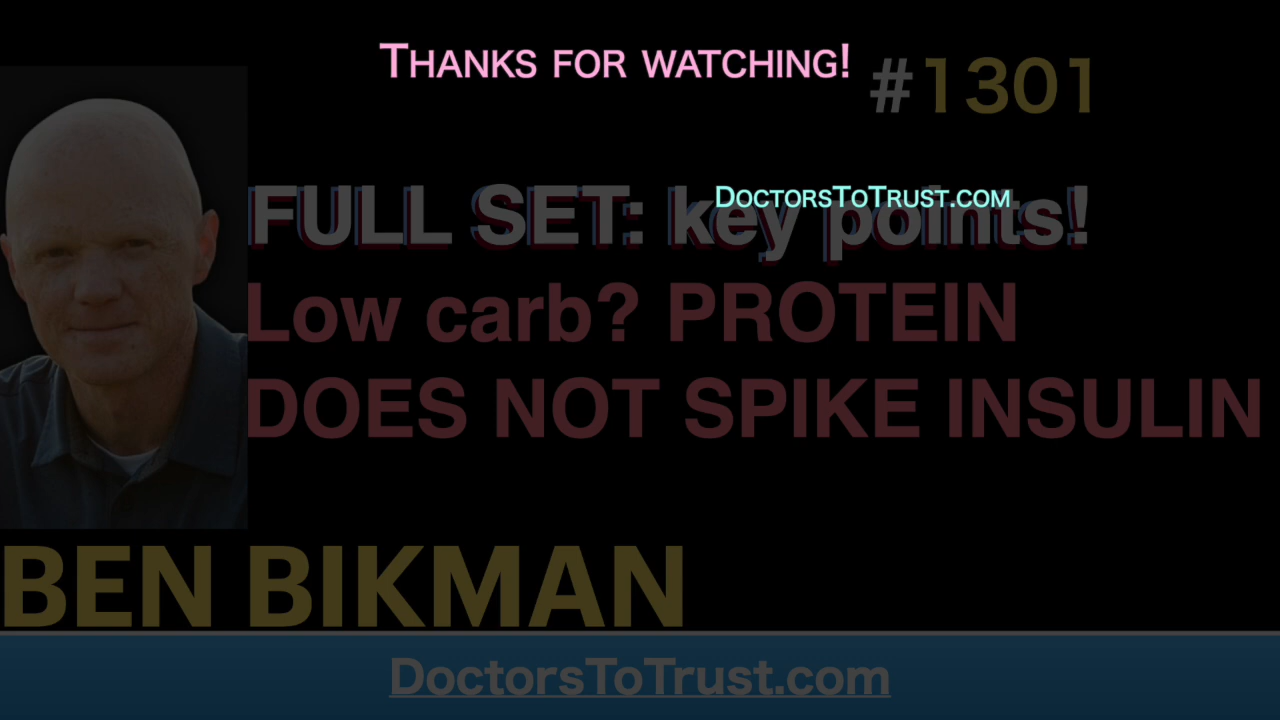 THANKS FOR WATCHING!
#1301
DOCTORSTOTRUST.COM
FULL SET: key points!
Low carb? PROTEIN
DOES NOT SPIKE INSULIN
BEN BIKMAN
DoctorsToTrust.com